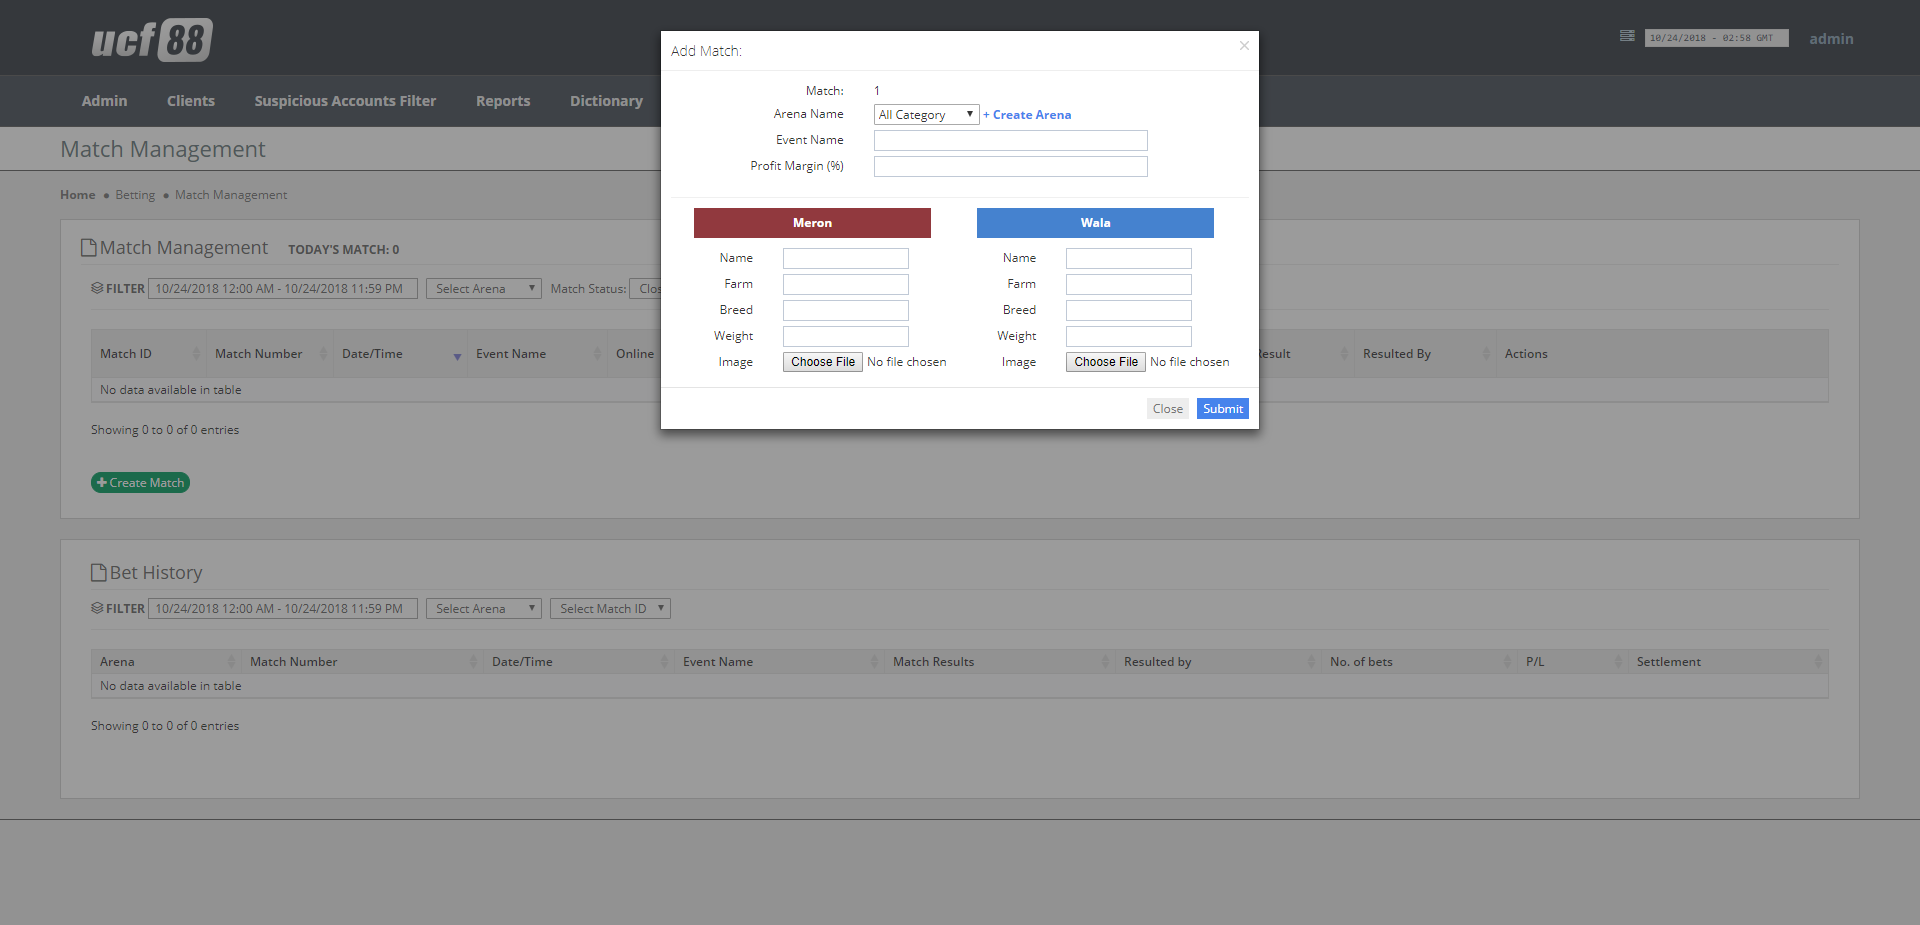 ucf 88
10/24/2018 - 02:58 GMT
admin
Admin Clients Suspicious Accounts Filter Reports Dictionary
Match Management
Home • Betting • Match Management
Match Management TODAY'S MATCH: 0
FILTER 10/24/2018 12:00 AM - 10/24/2018 11:59 PM Select Arena Match Status: Clos
Match ID Match Number Date/Time Event Name Online Result Resulted By Actions
No data available in table
Showing 0 to 0 of 0 entries
Create Match
Add Match: ×
Match: 1
Arena Name All Category + Create Arena
Event Name
Profit Margin (%)
Meron Wala
Name Name
Farm Farm
Breed Breed
Weight Weight
Image Choose File No file chosen Image Choose File No file chosen
Close Submit
Bet History
FILTER 10/24/2018 12:00 AM - 10/24/2018 11:59 PM Select Arena Select Match ID
Arena Match Number Date/Time Event Name Match Results Resulted by No. of bets P/L Settlement
No data available in table
Showing 0 to 0 of 0 entries